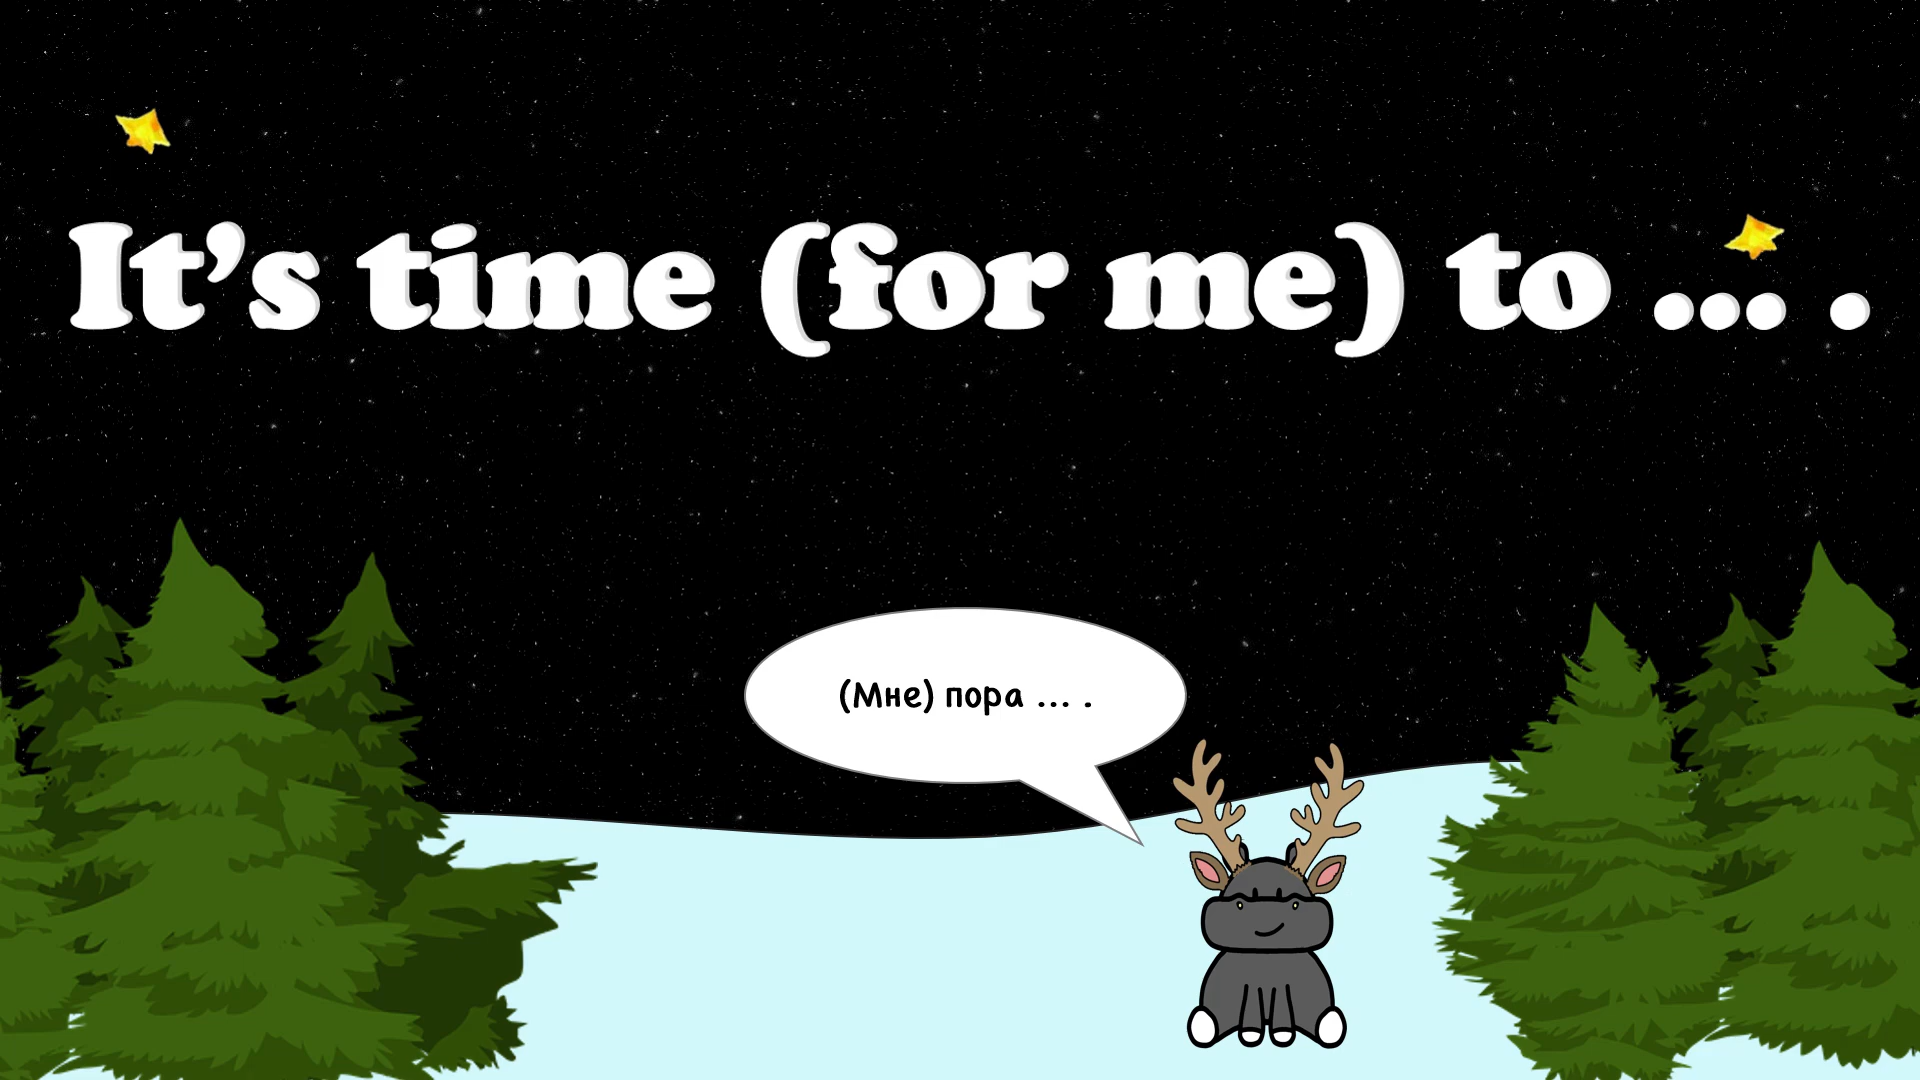 It’s time (for me) to ... .
(Мне) пора ... .